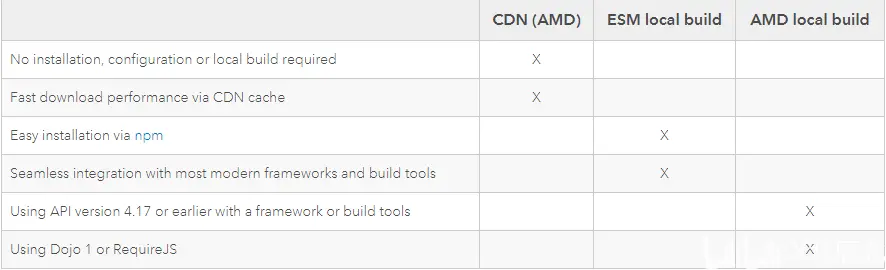 CDN (AMD) ESM local build AMD local build
No installation, configuration or local build required X
Fast download performance via CDN cache X
Easy installation via npm X
Seamless integration with most modern frameworks and build tools X
Using API version 4.17 or earlier with a framework or build tools X
Using Dojo 1 or RequireJS X